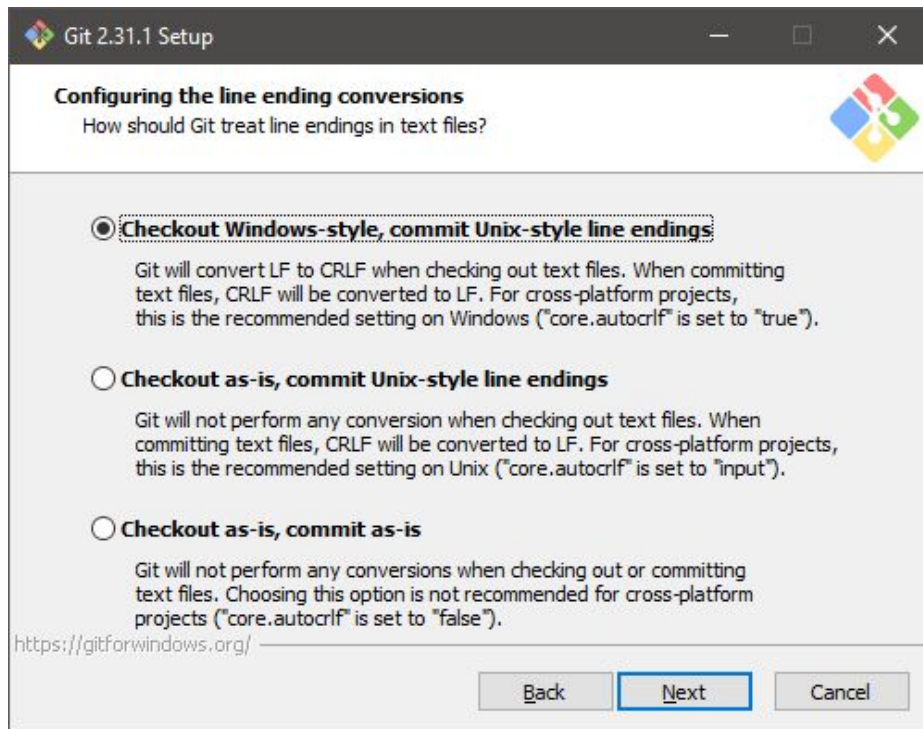 Git 2.31.1 Setup
Configuring the line ending conversions
How should Git treat line endings in text files?
Checkout Windows-style, commit Unix-style line endings
Git will convert LF to CRLF when checking out text files. When committing
text files, CRLF will be converted to LF. For cross-platform projects,
this is the recommended setting on Windows ("core.autocrlf" is set to "true").
Checkout as-is, commit Unix-style line endings
Git will not perform any conversion when checking out text files. When
committing text files, CRLF will be converted to LF. For cross-platform projects,
this is the recommended setting on Unix ("core.autocrlf" is set to "input").
Checkout as-is, commit as-is
Git will not perform any conversions when checking out or committing
text files. Choosing this option is not recommended for cross-platform
projects ("core.autocrlf" is set to "false").
https://gitforwindows.org/
Back Next Cancel